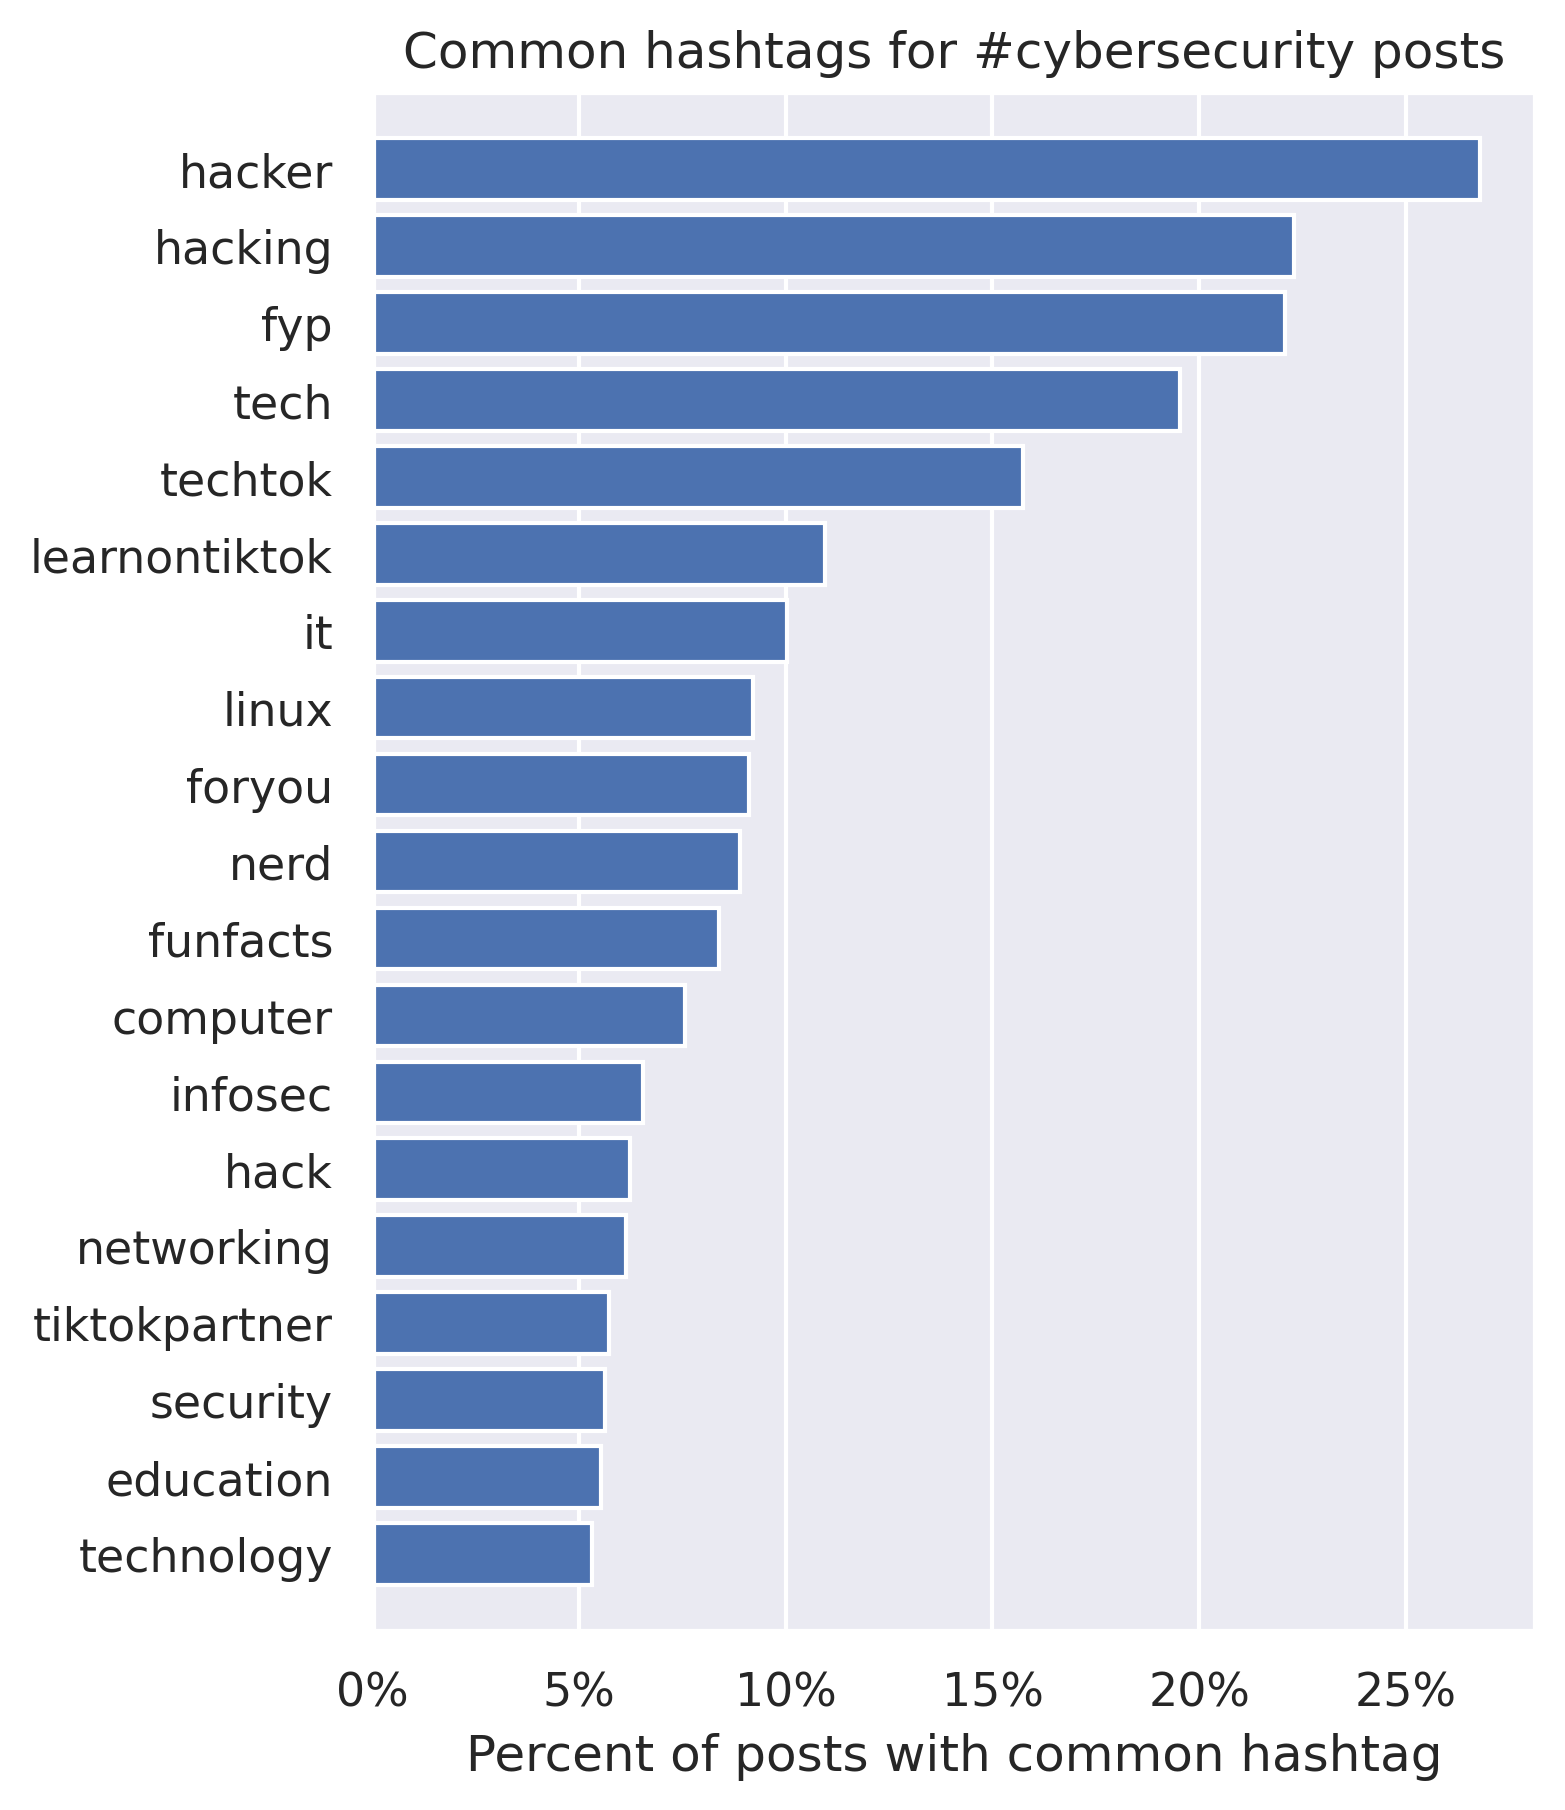 Common hashtags for #cybersecurity posts
hacker
hacking
fyp
tech
techtok
learnontiktok
it
linux
foryou
nerd
funfacts
computer
infosec
hack
networking
tiktokpartner
security
education
technology
0% 5% 10% 15% 20% 25%
Percent of posts with common hashtag